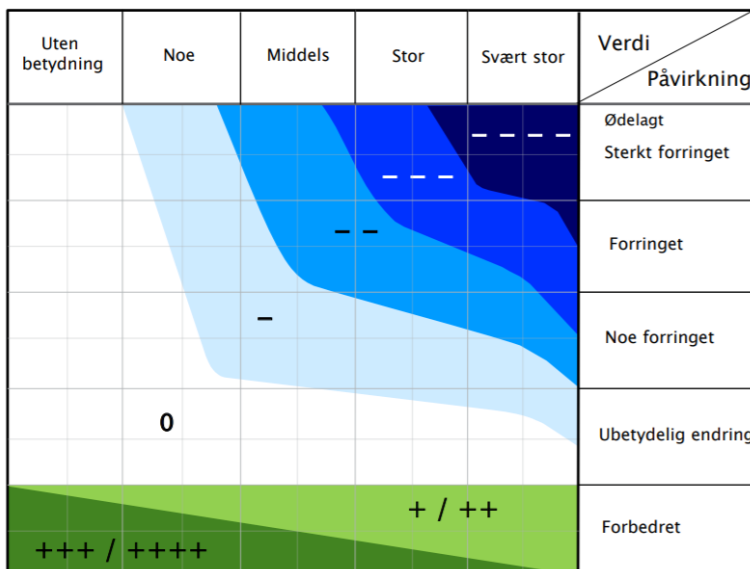 Uten
betydning
Noe
Middels
Stor
Svært stor
Verdi
Påvirkning
Ødelagt
Sterkt forringet
– – – –
– – –
– –
Forringet
–
Noe forringet
0
Ubetydelig endring
+ / ++
Forbedret
+++ / ++++